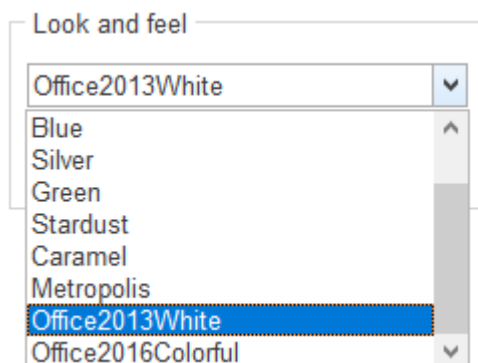 Look and feel
Office2013White
Blue
Silver
Green
Stardust
Caramel
Metropolis
Office2013White
Office2016Colorful